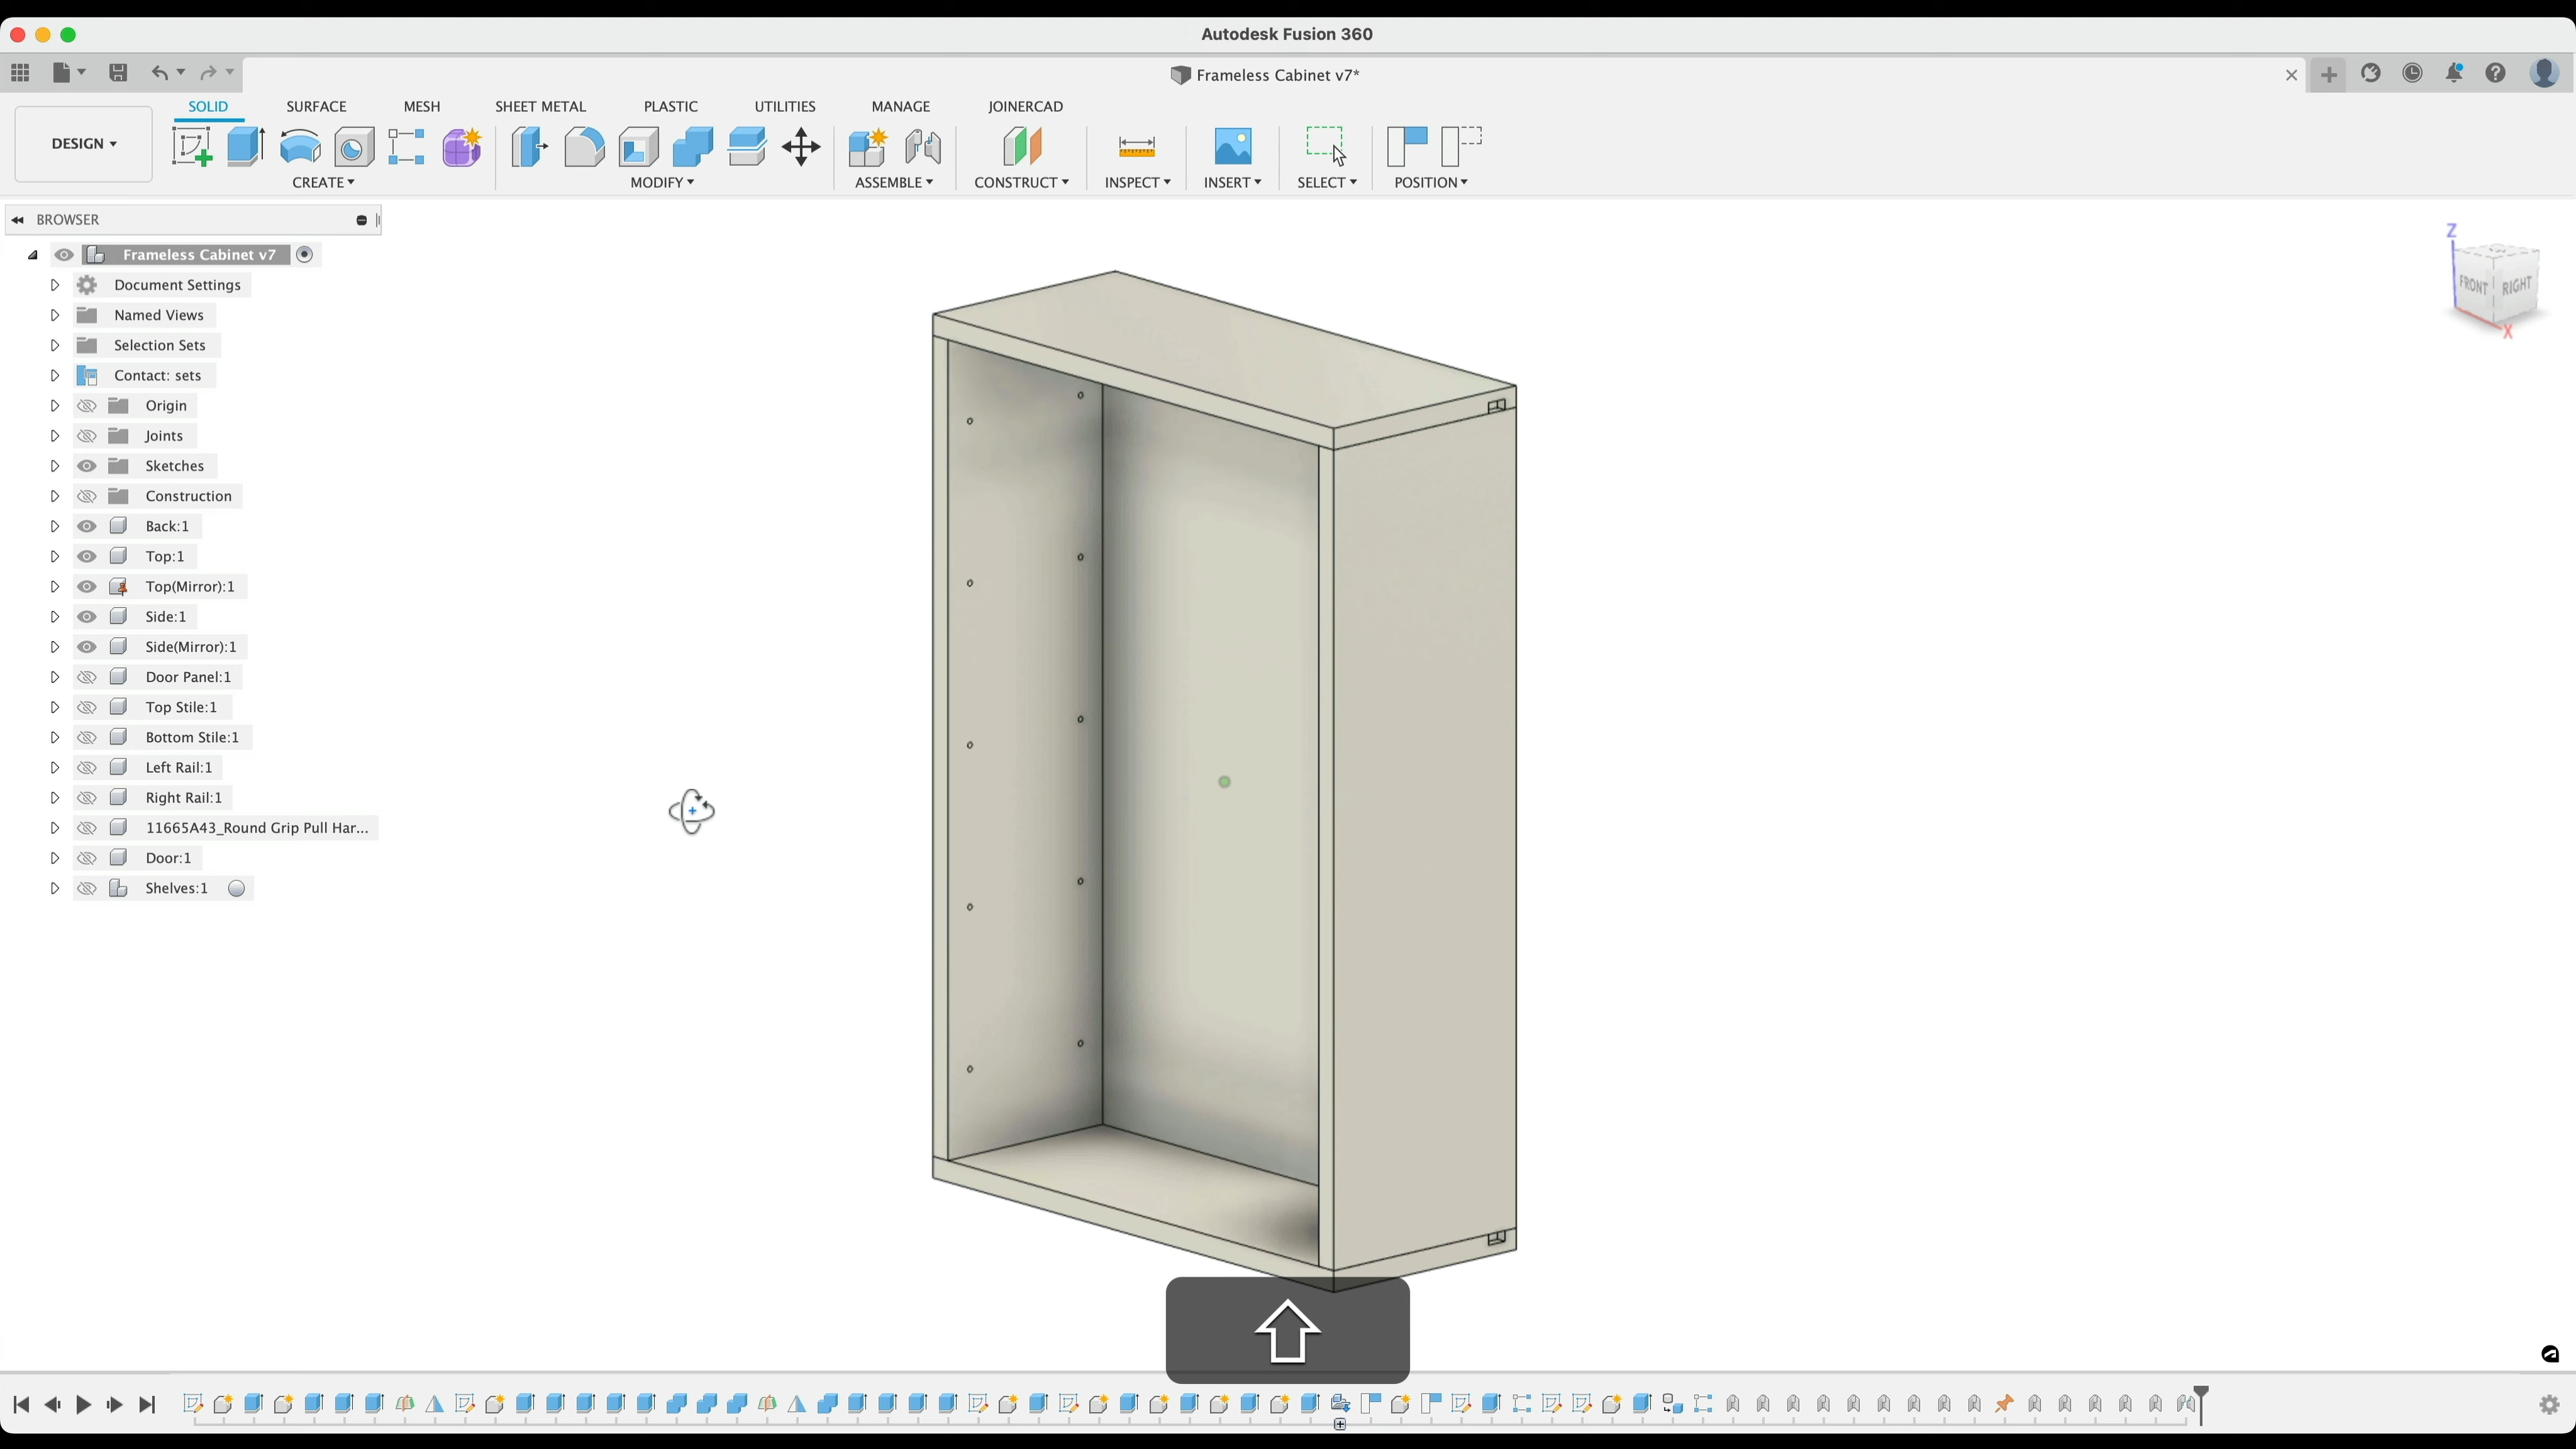 Autodesk Fusion 360
Frameless Cabinet v7*
DESIGN
SOLID
SURFACE
MESH
SHEET METAL
PLASTIC
UTILITIES
MANAGE
JOINERCAD
CREATE
MODIFY
ASSEMBLE
CONSTRUCT
INSPECT
INSERT
SELECT
POSITION
BROWSER
Frameless Cabinet v7
Document Settings
Named Views
Selection Sets
Contact: sets
Origin
Joints
Sketches
Construction
Back:1
Top:1
Top(Mirror):1
Side:1
Side(Mirror):1
Door Panel:1
Top Stile:1
Bottom Stile:1
Left Rail:1
Right Rail:1
11665A43_Round Grip Pull Har...
Door:1
Shelves:1
Z
FRONT
RIGHT
X